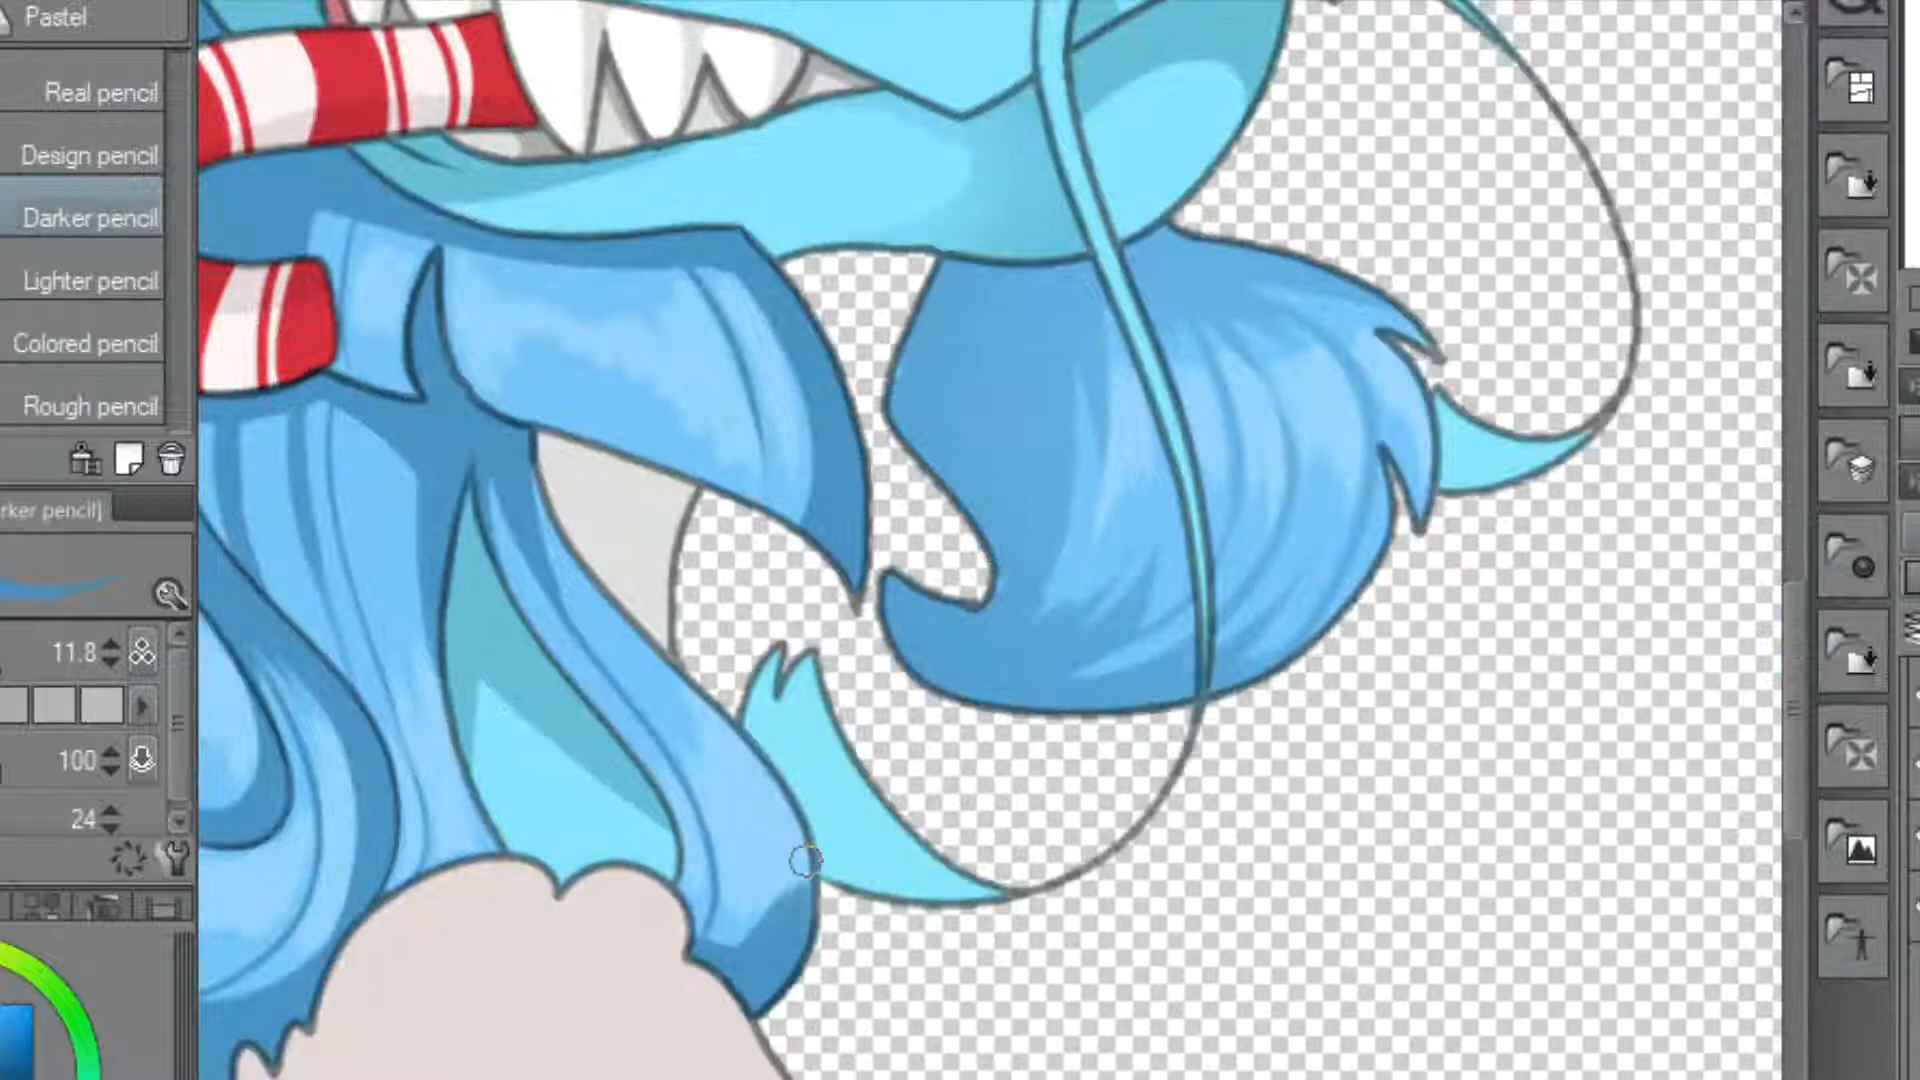 Pastel
Real pencil
Design pencil
Darker pencil
Lighter pencil
Colored pencil
Rough pencil
rker pencil]
11.8
100
24